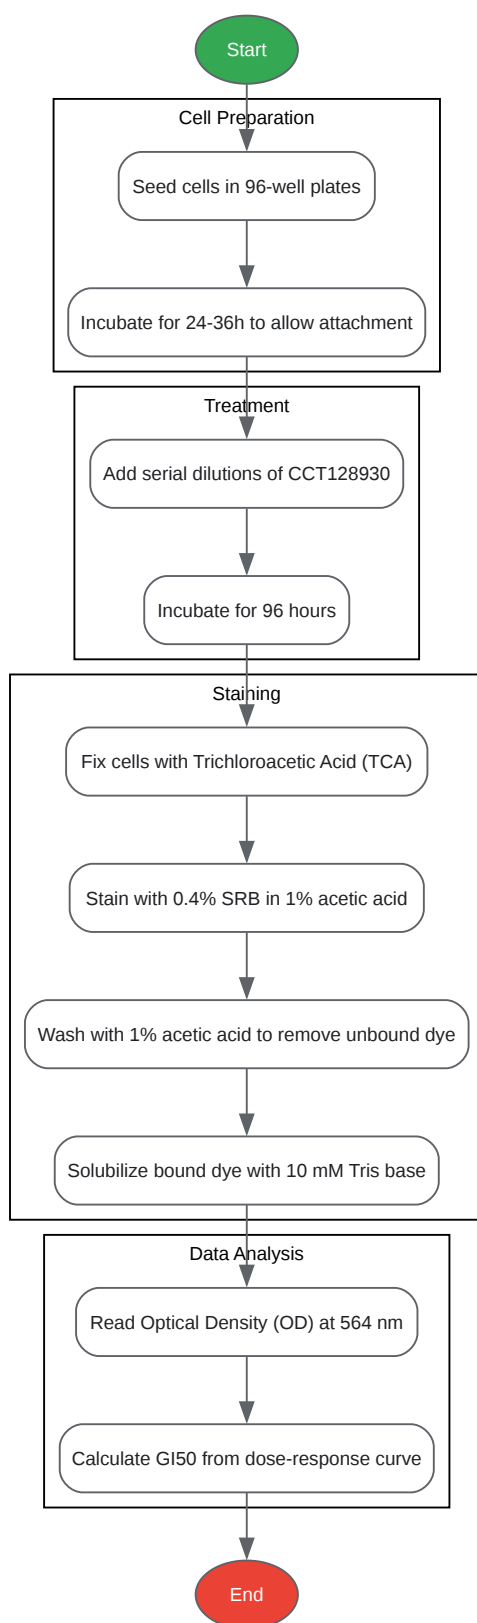 Start
Cell Preparation
Seed cells in 96-well plates
Incubate for 24-36h to allow attachment
Treatment
Add serial dilutions of CCT128930
Incubate for 96 hours
Staining
Fix cells with Trichloroacetic Acid (TCA)
Stain with 0.4% SRB in 1% acetic acid
Wash with 1% acetic acid to remove unbound dye
Solubilize bound dye with 10 mM Tris base
Data Analysis
Read Optical Density (OD) at 564 nm
Calculate GI50 from dose-response curve
End